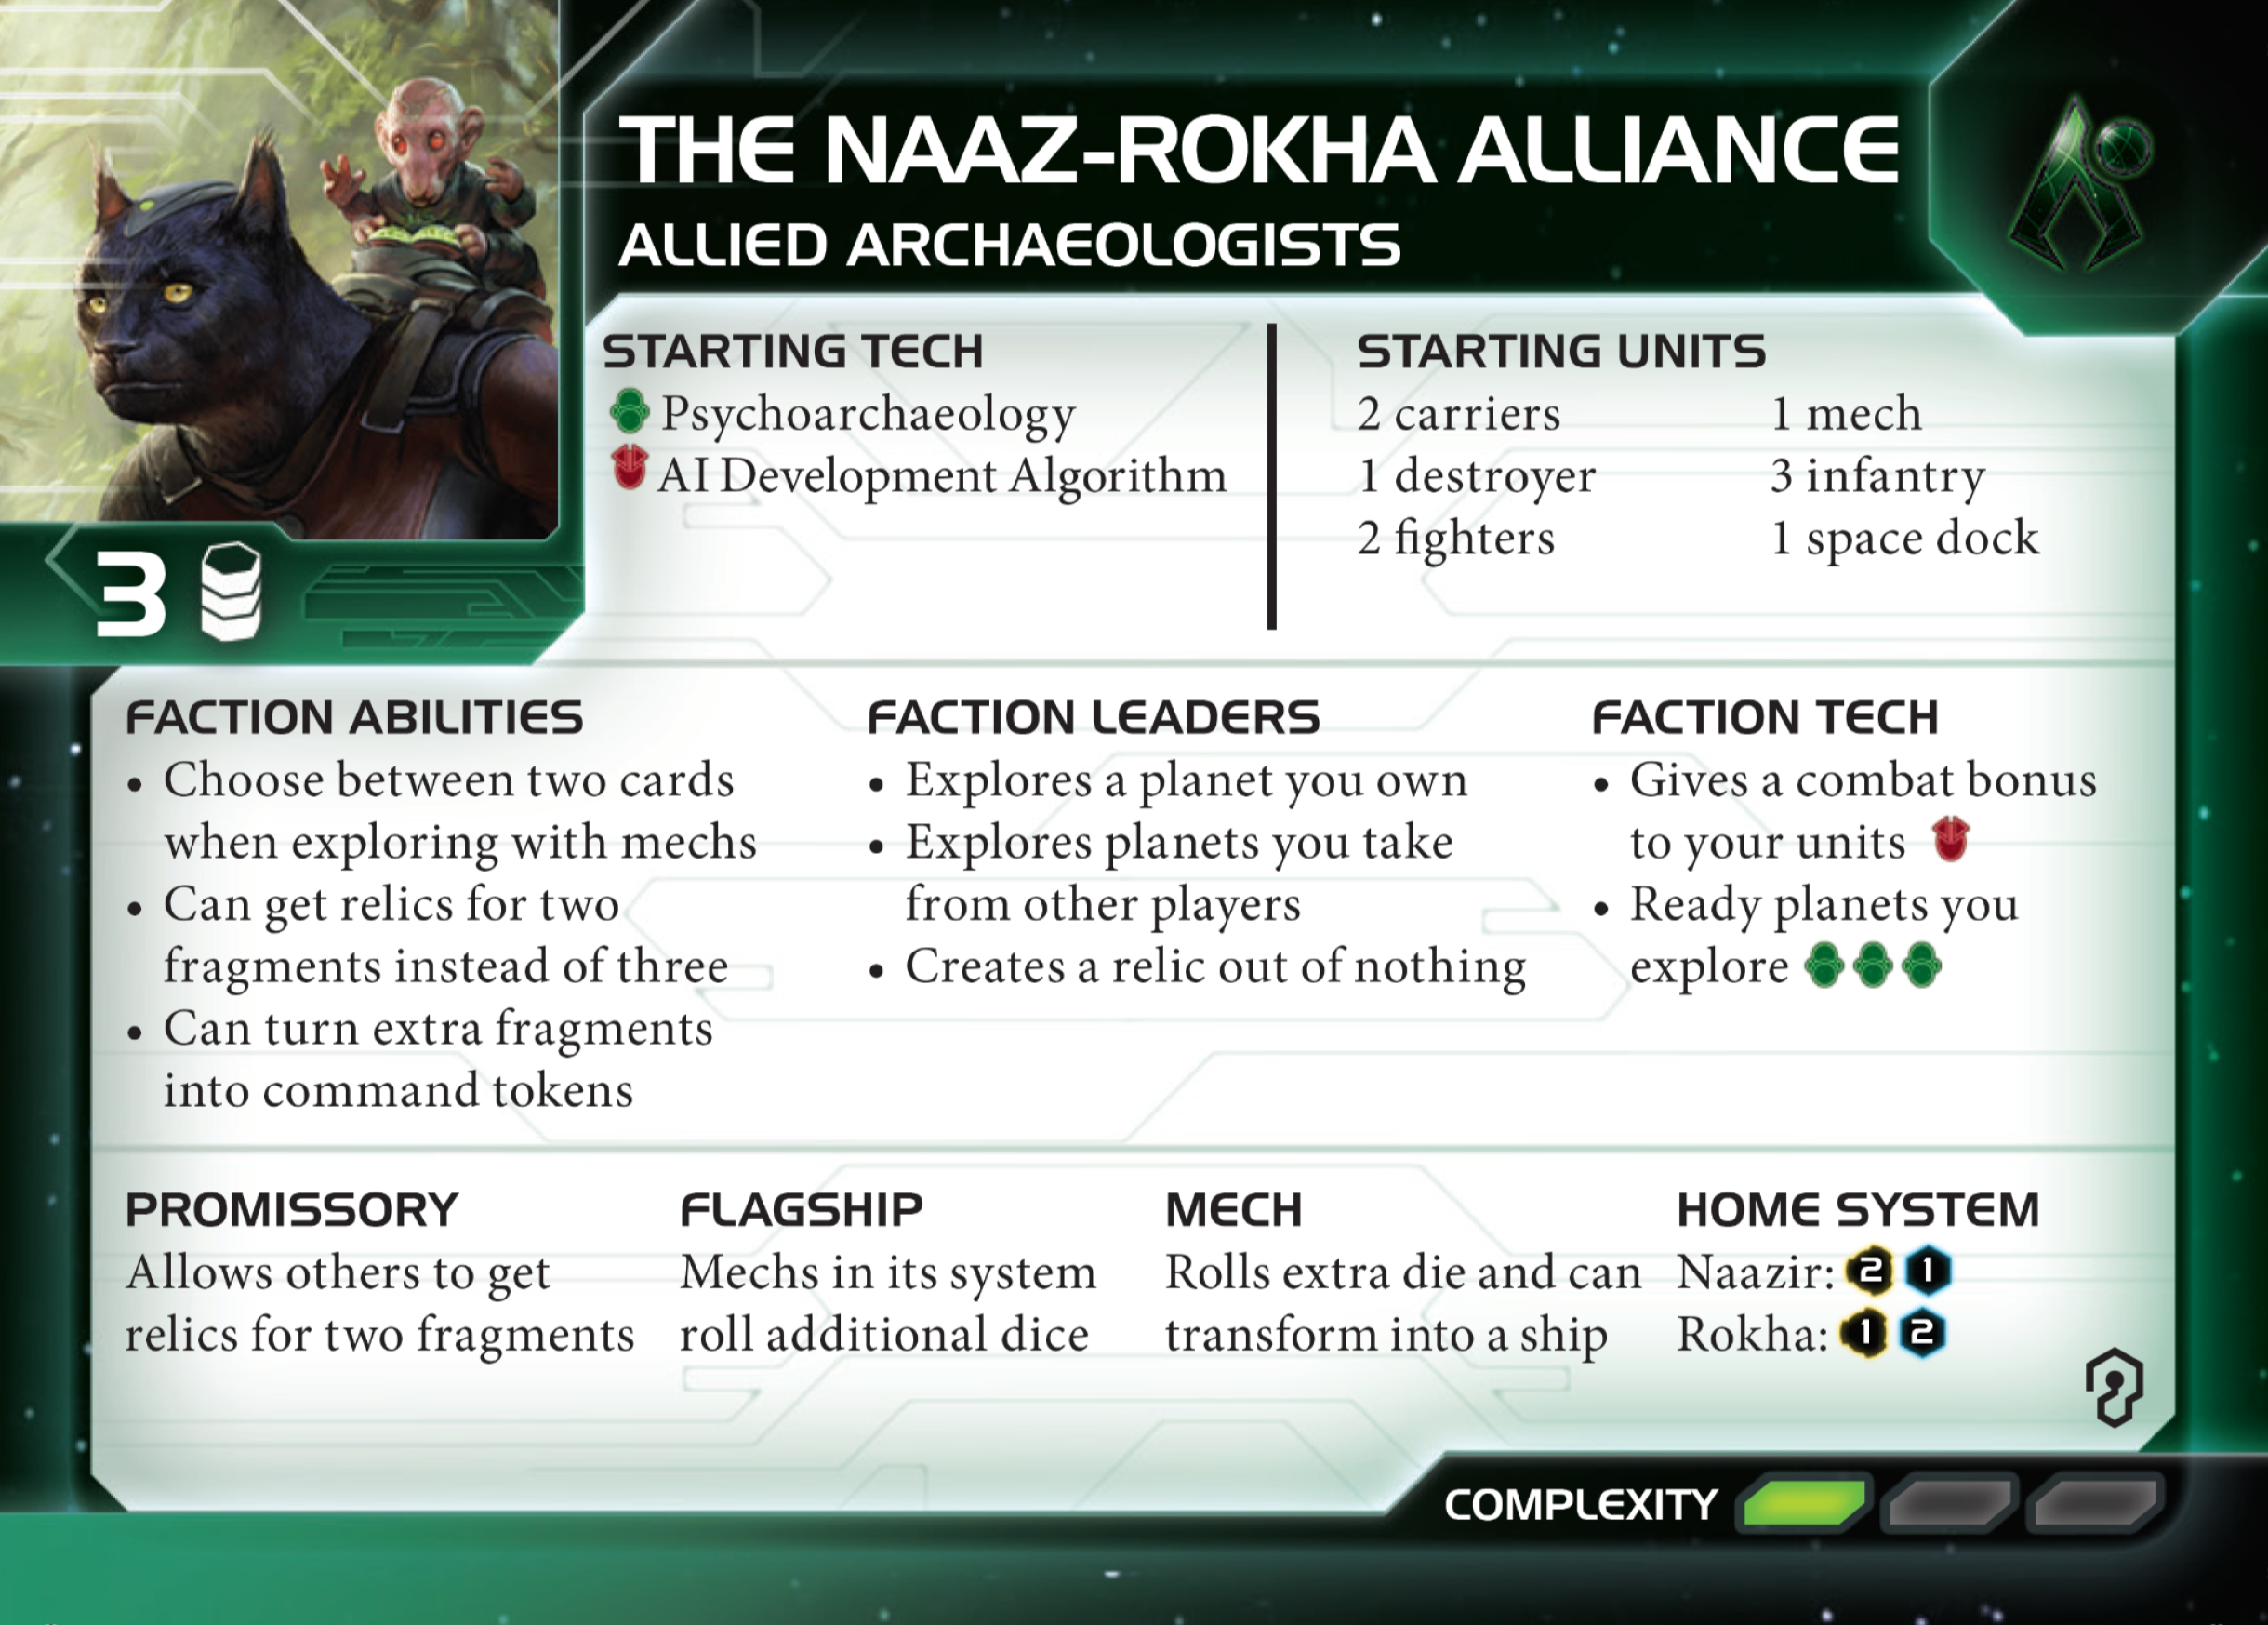 THE NAAZ-ROKHA ALLIANCE
ALLIED ARCHAEOLOGISTS
3
STARTING TECH
Psychoarchaeology
AI Development Algorithm
STARTING UNITS
2 carriers
1 destroyer
2 fighters
1 mech
3 infantry
1 space dock
FACTION ABILITIES
• Choose between two cards
when exploring with mechs
• Can get relics for two
fragments instead of three
• Can turn extra fragments
into command tokens
FACTION LEADERS
• Explores a planet you own
• Explores planets you take
from other players
• Creates a relic out of nothing
FACTION TECH
• Gives a combat bonus
to your units
• Ready planets you
explore
PROMISSORY
Allows others to get
relics for two fragments
FLAGSHIP
Mechs in its system
roll additional dice
MECH
Rolls extra die and can
transform into a ship
HOME SYSTEM
Naazir: 2 1
Rokha: 1 2
COMPLEXITY